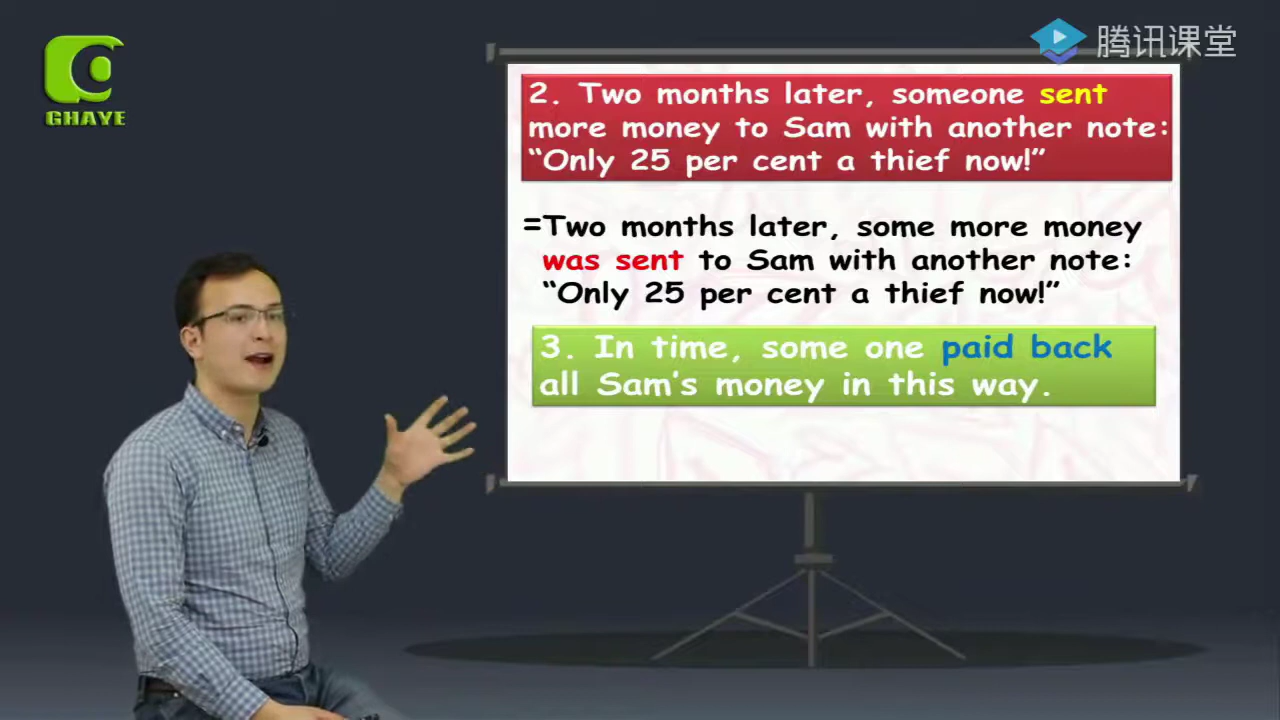 GHAYE
腾讯课堂
2. Two months later, someone sent
more money to Sam with another note:
“Only 25 per cent a thief now!”
=Two months later, some more money
was sent to Sam with another note:
“Only 25 per cent a thief now!”
3. In time, some one paid back
all Sam’s money in this way.